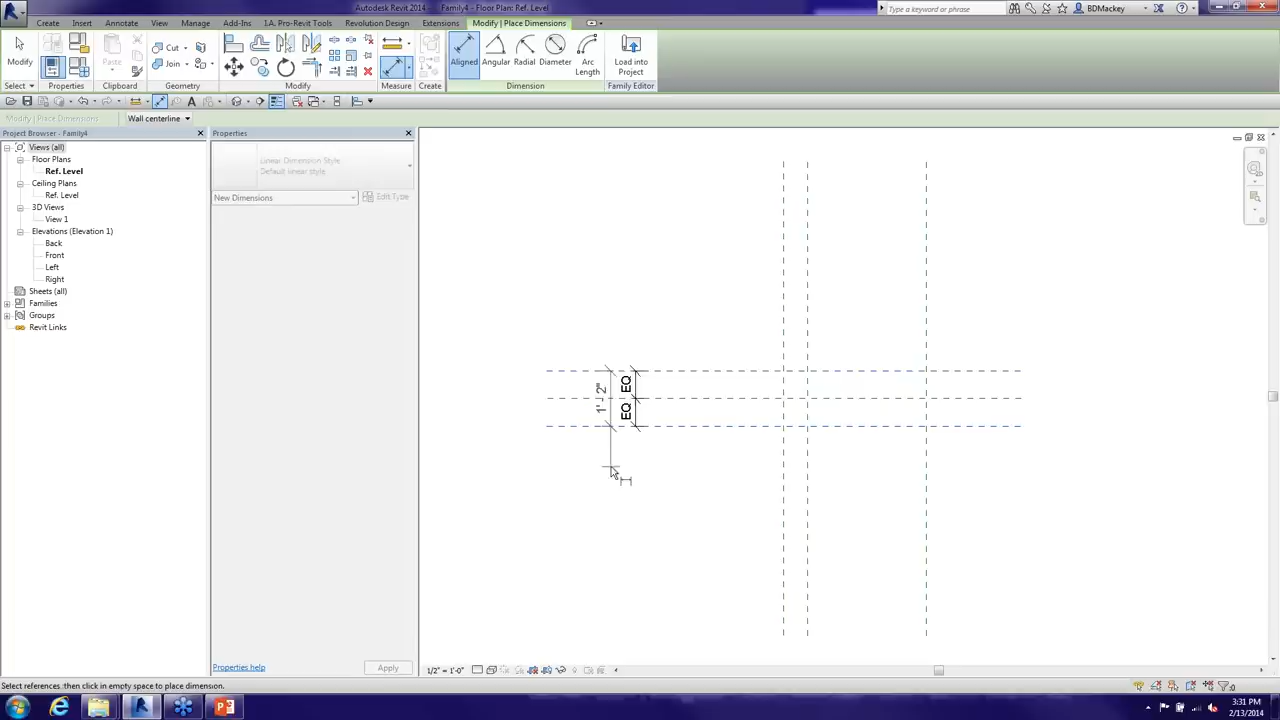 Autodesk Revit 2014 - Family4 - Floor Plan: Ref. Level
Type a keyword or phrase
BDMackey
Create Insert Annotate View Manage Add-Ins I.A. Pro-Revit Tools Revolution Design Extensions Modify | Place Dimensions
Modify
Paste
Cut
Join
Aligned Angular Radial Diameter Arc Length
Load into Project
Select Properties Clipboard Geometry Modify Measure Create Dimension Family Editor
Modify | Place Dimensions Wall centerline
Project Browser - Family4
Properties
Views (all)
Floor Plans
Ref. Level
Ceiling Plans
Ref. Level
3D Views
View 1
Elevations (Elevation 1)
Back
Front
Left
Right
Sheets (all)
Families
Groups
Revit Links
Linear Dimension Style
Default linear style
New Dimensions
Edit Type
1' - 2"
EQ
EQ
Properties help
Apply
1/2" = 1'-0"
Select references then click in empty space to place dimension.
:0
3:31 PM
2/13/2014